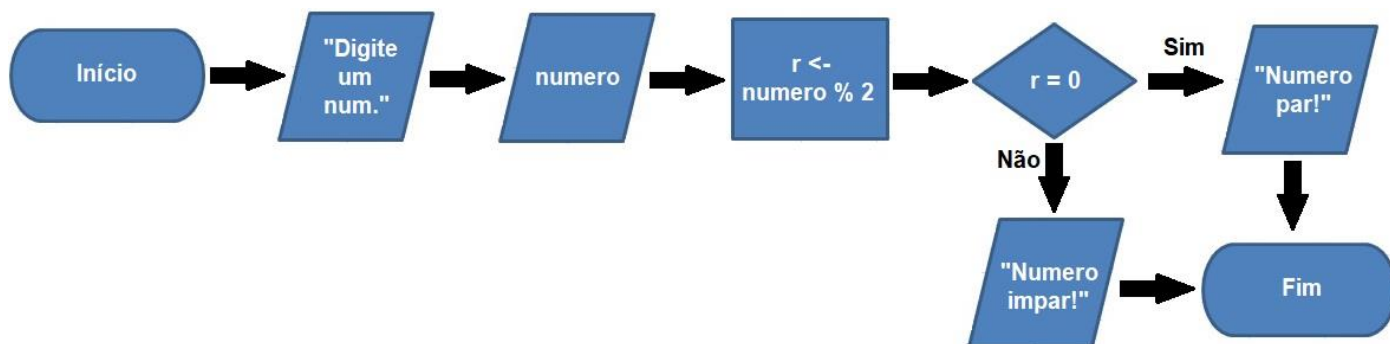 Início
"Digite
um
num."
numero
r <-
numero % 2
r = 0
Sim
"Numero
par!"
Não
"Numero
impar!"
Fim